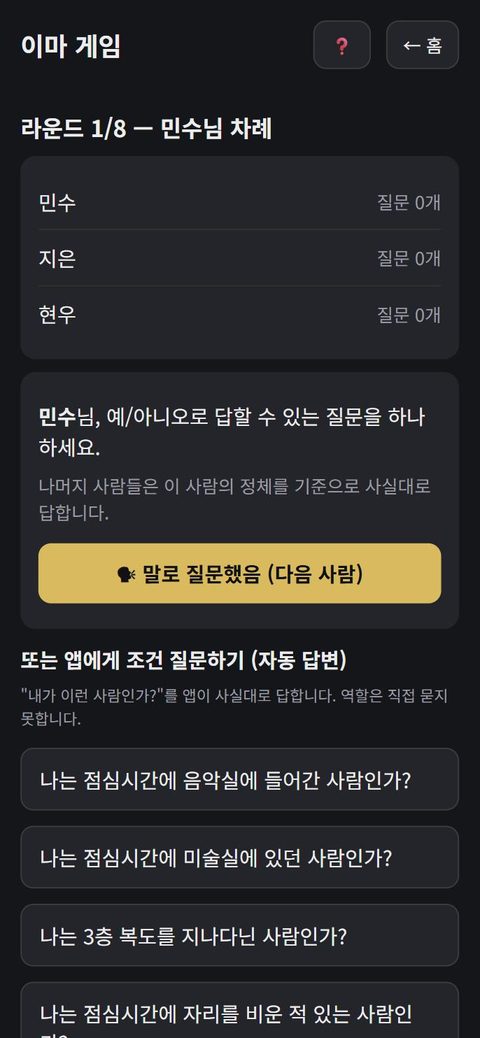 이마 게임
❓
← 홈
라운드 1/8 — 민수님 차례
민수 질문 0개
지은 질문 0개
현우 질문 0개
민수님, 예/아니오로 답할 수 있는 질문을 하나
하세요.
나머지 사람들은 이 사람의 정체를 기준으로 사실대로
답합니다.
🗣 말로 질문했음 (다음 사람)
또는 앱에게 조건 질문하기 (자동 답변)
"내가 이런 사람인가?"를 앱이 사실대로 답합니다. 역할은 직접 묻지
못합니다.
나는 점심시간에 음악실에 들어간 사람인가?
나는 점심시간에 미술실에 있던 사람인가?
나는 3층 복도를 지나다닌 사람인가?
나는 점심시간에 자리를 비운 적 있는 사람인